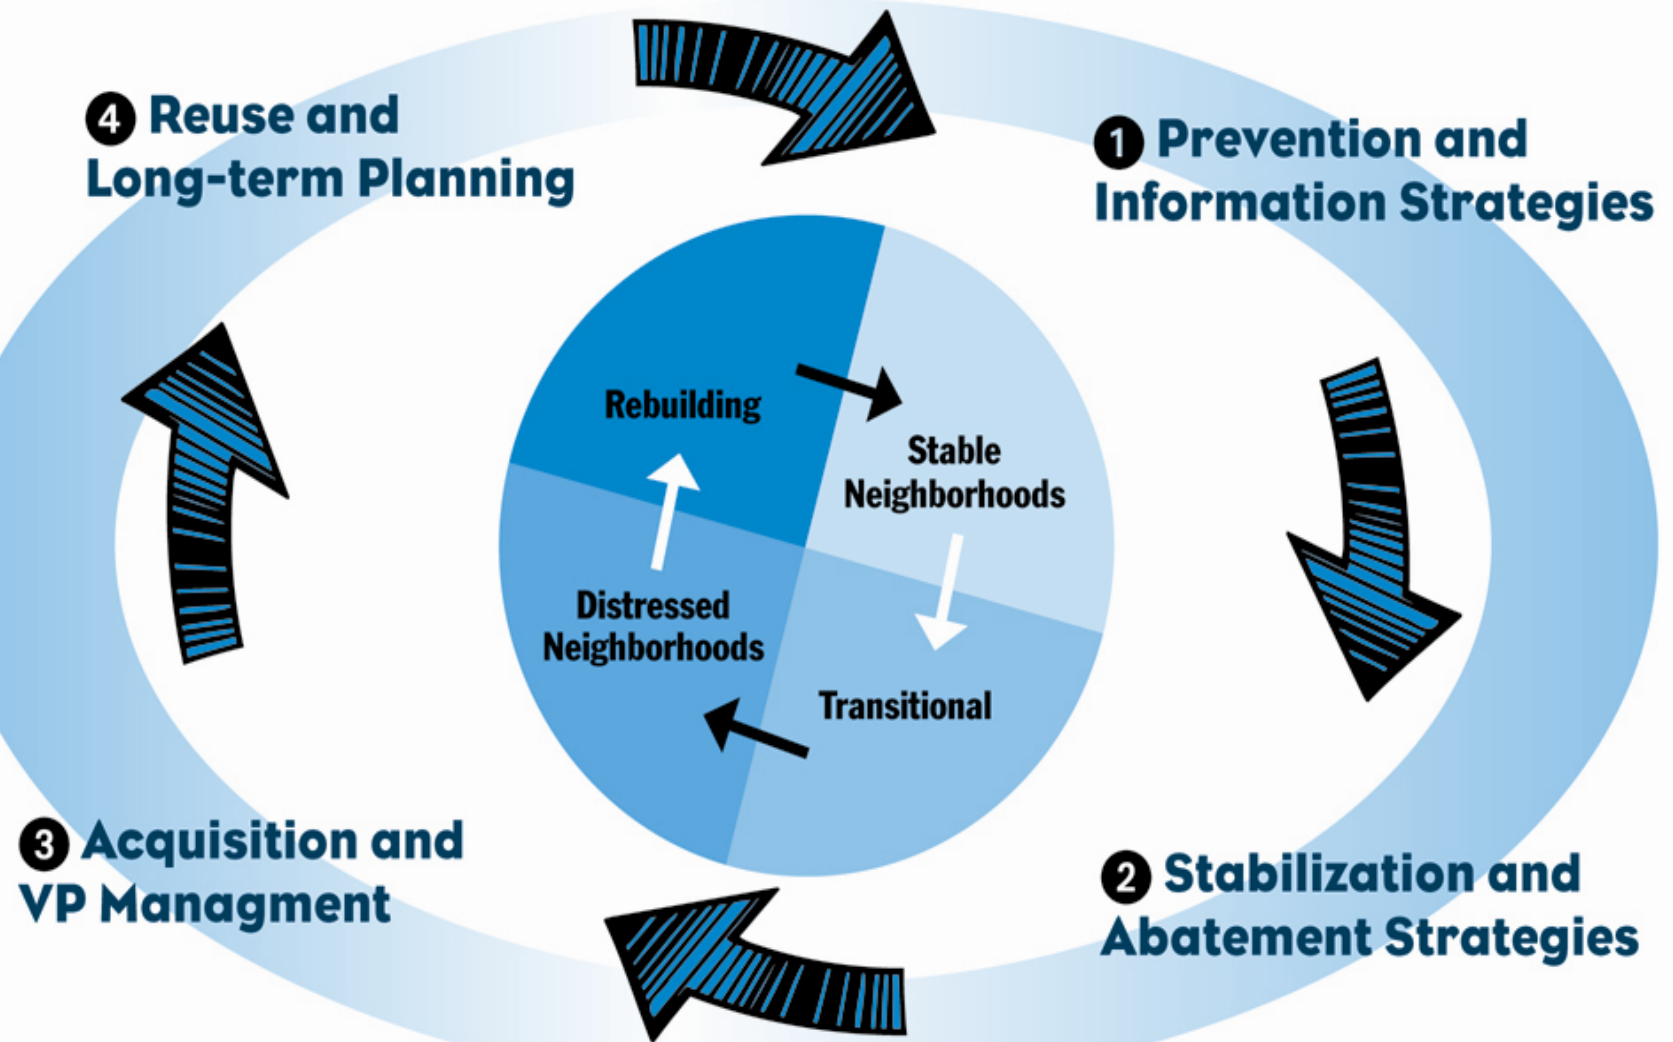 4 Reuse and
Long-term Planning
1 Prevention and
Information Strategies
Rebuilding
Stable
Neighborhoods
Distressed
Neighborhoods
Transitional
3 Acquisition and
VP Managment
2 Stabilization and
Abatement Strategies